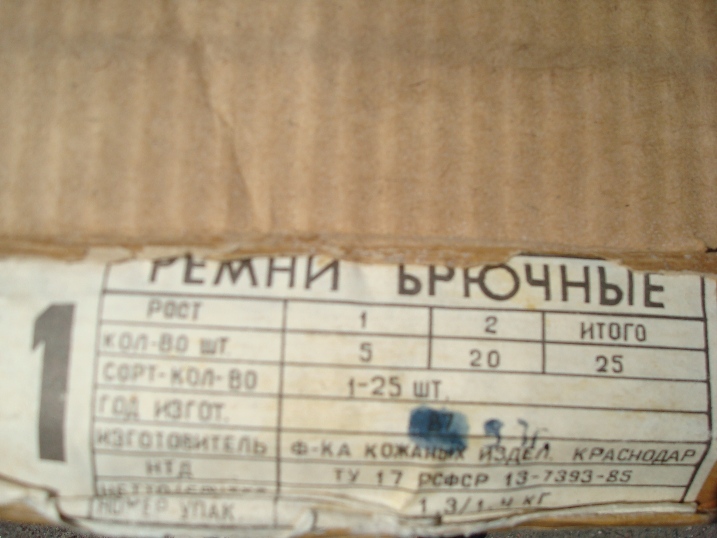 РЕМНИ БРЮЧНЫЕ
1
РОСТ 1 2 ИТОГО
КОЛ-ВО ШТ. 5 20 25
СОРТ-КОЛ-ВО 1-25 ШТ.
ГОД ИЗГОТ.
ИЗГОТОВИТЕЛЬ Ф-КА КОЖАНЫХ ИЗДЕЛ. КРАСНОДАР
НТД ТУ 17 РСФСР 13-7393-85
1,3/1,4 КГ
НОМЕР УПАК.